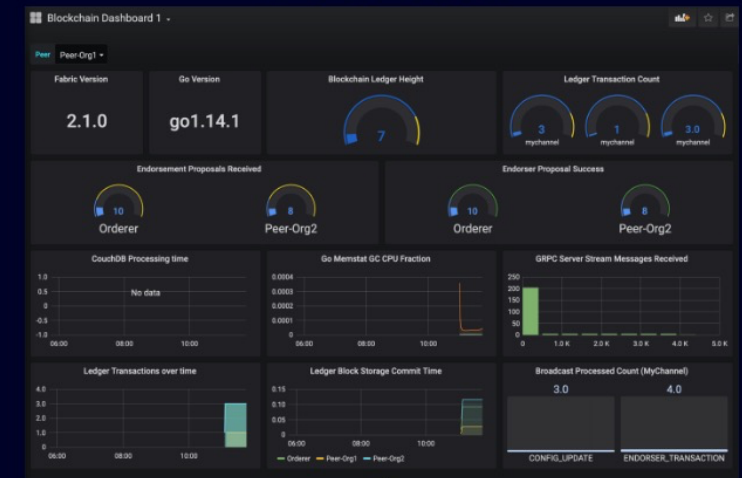 Blockchain Dashboard 1
Peer Peer-Org1
Fabric Version
2.1.0
Go Version
go1.14.1
Blockchain Ledger Height
7
Ledger Transaction Count
3 1 3.0
mychannel mychannel mychannel
Endorsement Proposals Received
10 8
Orderer Peer-Org2
Endorser Proposal Success
10 8
Orderer Peer-Org2
CouchDB Processing time
1.0
0.5
0
-0.5
-1.0
No data
06:00 08:00 10:00
Go Memstat GC CPU Fraction
0.0004
0.0003
0.0002
0.0001
0
06:00 08:00 10:00
GRPC Server Stream Messages Received
250
200
150
100
50
0
0 1.0 K 2.0 K 3.0 K 4.0 K 5.0 K
Ledger Transactions over time
4.0
3.0
2.0
1.0
0
06:00 08:00 10:00
Ledger Block Storage Commit Time
0.15
0.10
0.05
0
06:00 08:00 10:00
Orderer Peer-Org1 Peer-Org2
Broadcast Processed Count (MyChannel)
3.0 4.0
CONFIG_UPDATE ENDORSER_TRANSACTION